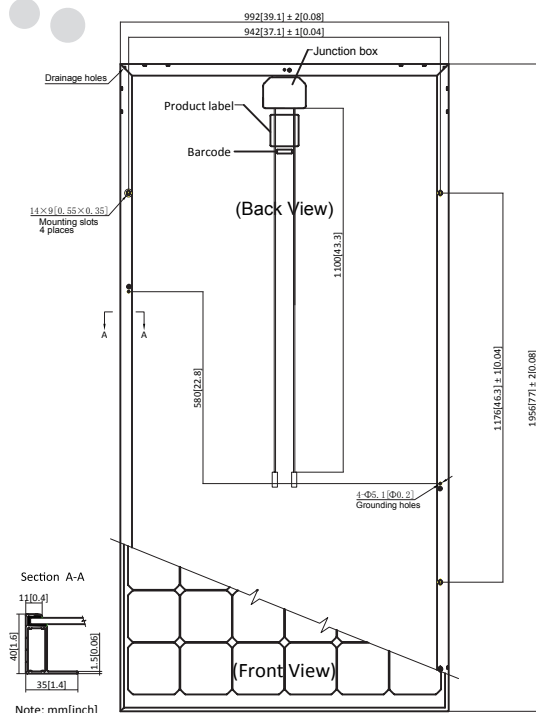 992[39.1] ± 2[0.08]
942[37.1] ± 1[0.04]
Junction box
Drainage holes
Product label
Barcode
14×9[0.55×0.35]
Mounting slots
4 places
(Back View)
1100[43.3]
A
A
580[22.8]
1176[46.3] ± 1[0.04]
1956[77] ± 2[0.08]
4-Φ5.1[Φ0.2]
Grounding holes
Section A-A
11[0.4]
40[1.6]
1.5[0.06]
35[1.4]
(Front View)
Note: mm[inch]